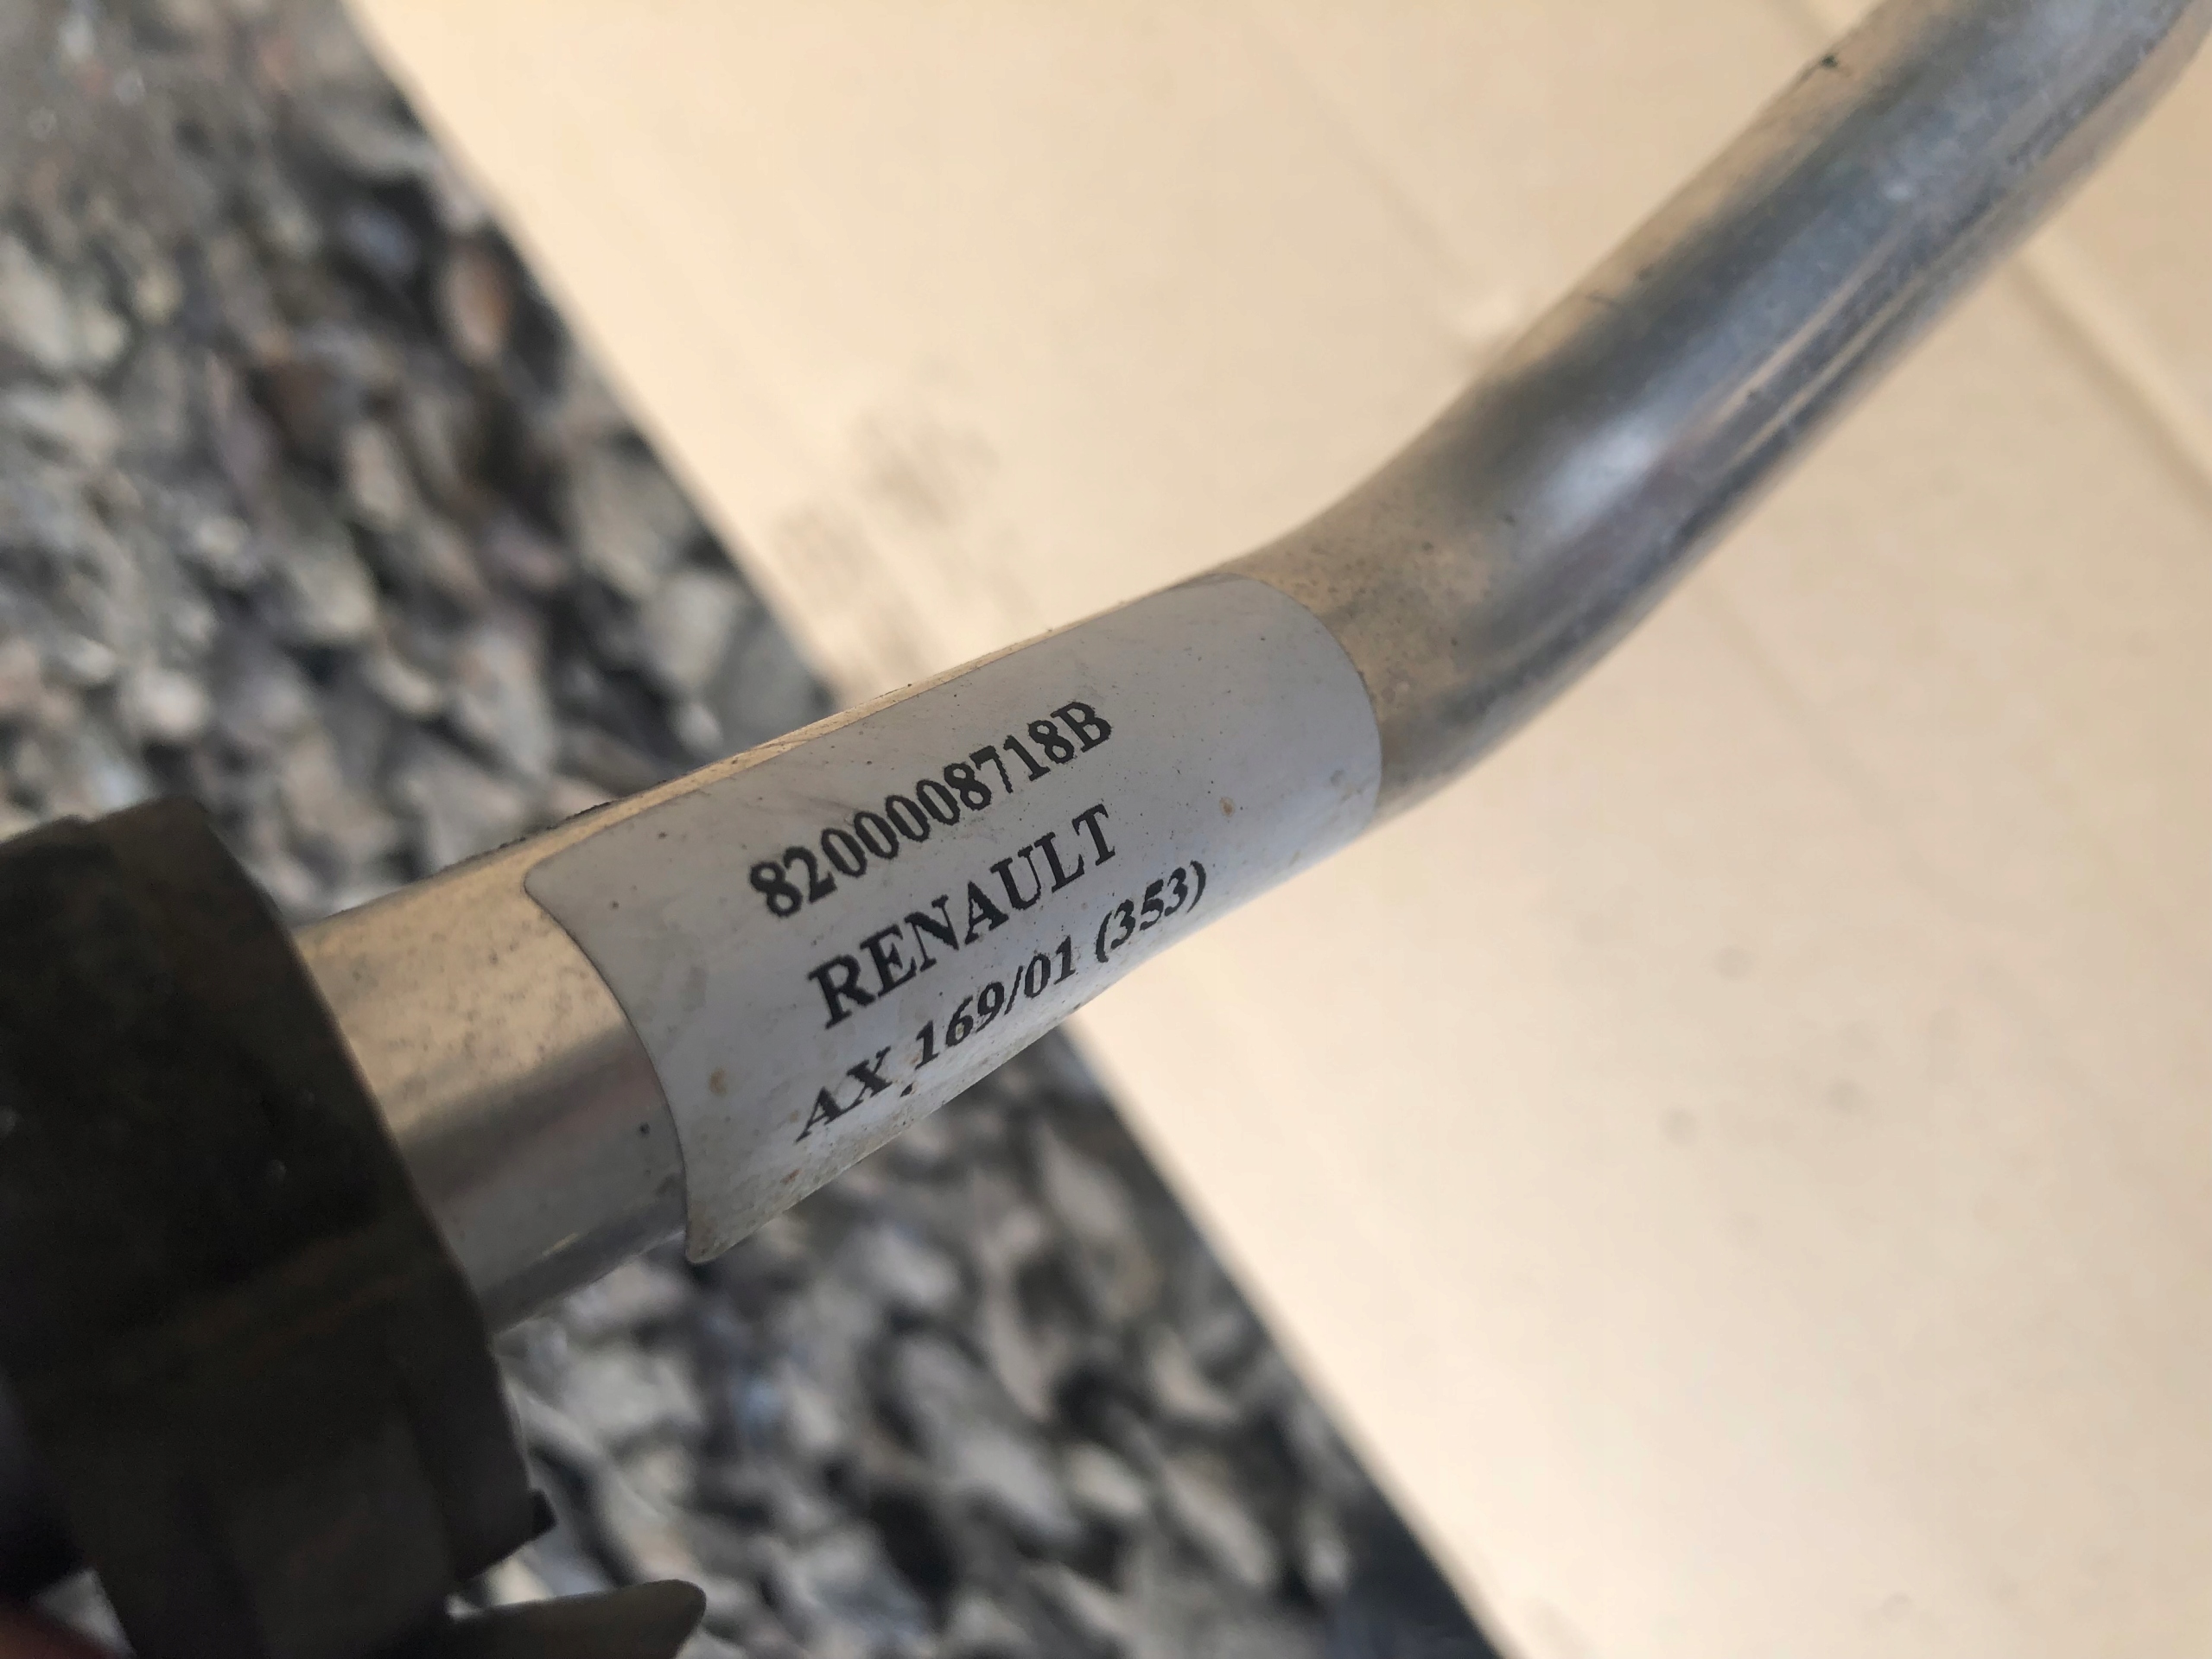 8200008718B
RENAULT
AX 169/01 (353)